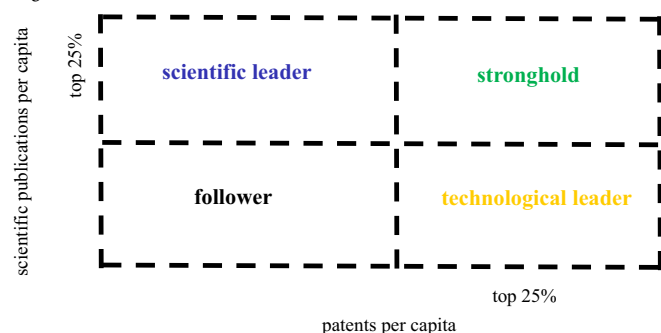 scientific publications per capita
top 25%
scientific leader
stronghold
follower
technological leader
top 25%
patents per capita